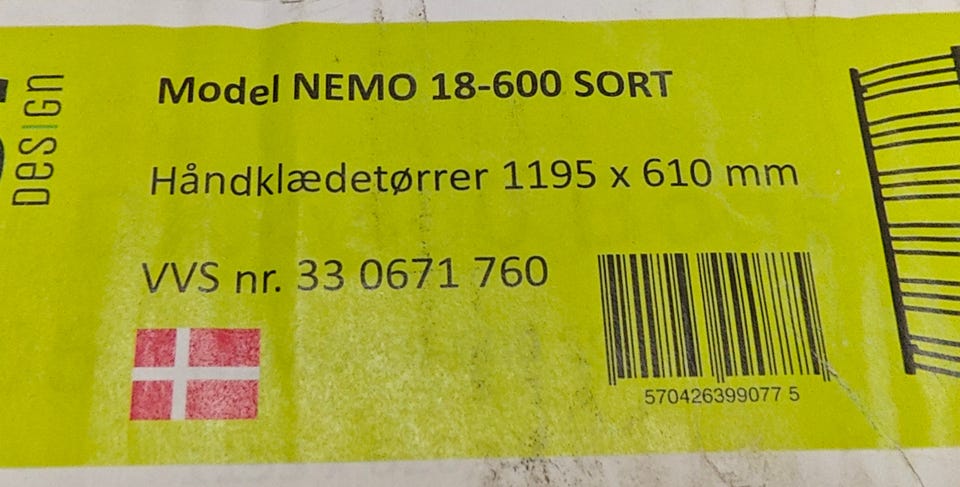 DESIGN
Model NEMO 18-600 SORT
Håndklædetørrer 1195 x 610 mm
VVS nr. 33 0671 760
570426399077 5